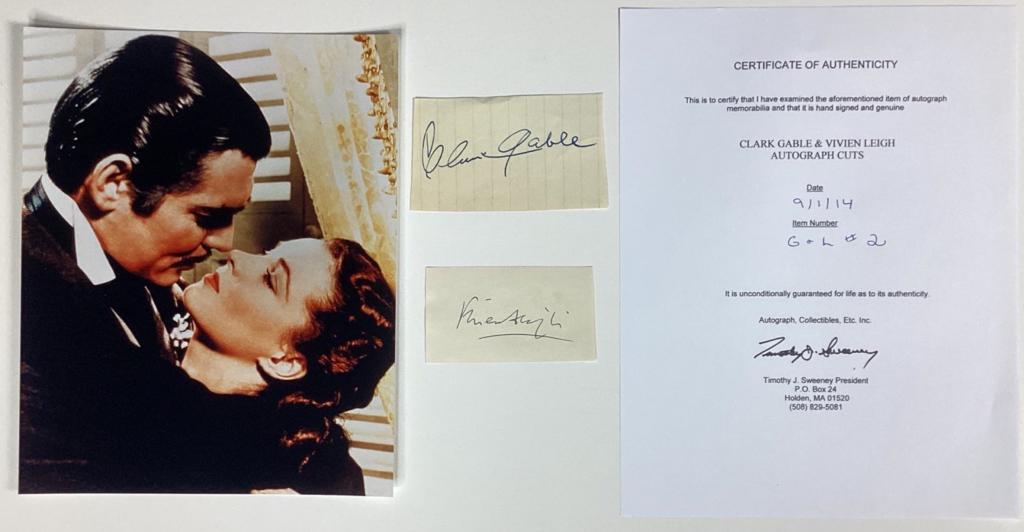 Clark Gable
Vivien Leigh
CERTIFICATE OF AUTHENTICITY
This is to certify that I have examined the aforementioned item of autograph
memorabilia and that it is hand signed and genuine
CLARK GABLE & VIVIEN LEIGH
AUTOGRAPH CUTS
Date
9/1/14
Item Number
G+L #2
It is unconditionally guaranteed for life as to its authenticity.
Autograph, Collectibles, Etc. Inc.
Timothy J. Sweeney
Timothy J. Sweeney President
P.O. Box 24
Holden, MA 01520
(508) 829-5081